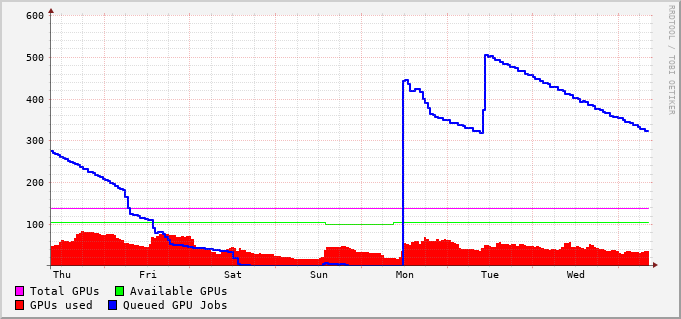 600
500
400
300
200
100
Thu Fri Sat Sun Mon Tue Wed
Total GPUs Available GPUs
GPUs used Queued GPU Jobs
RRDTOOL / TOBI OETIKER